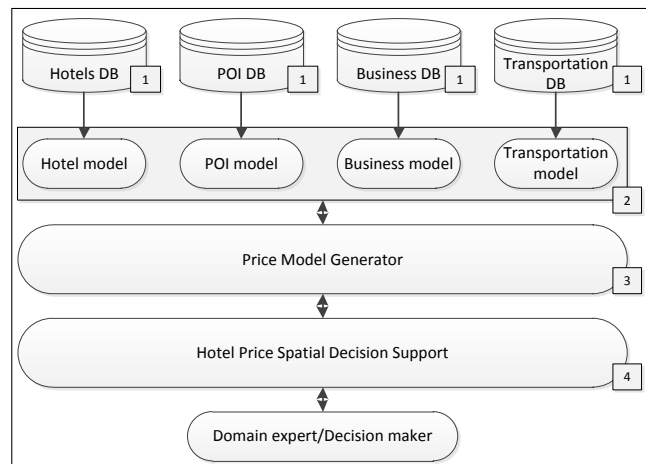 Hotels DB
1
POI DB
1
Business DB
1
Transportation
DB
1
Hotel model
POI model
Business model
Transportation
model
2
Price Model Generator
3
Hotel Price Spatial Decision Support
4
Domain expert/Decision maker